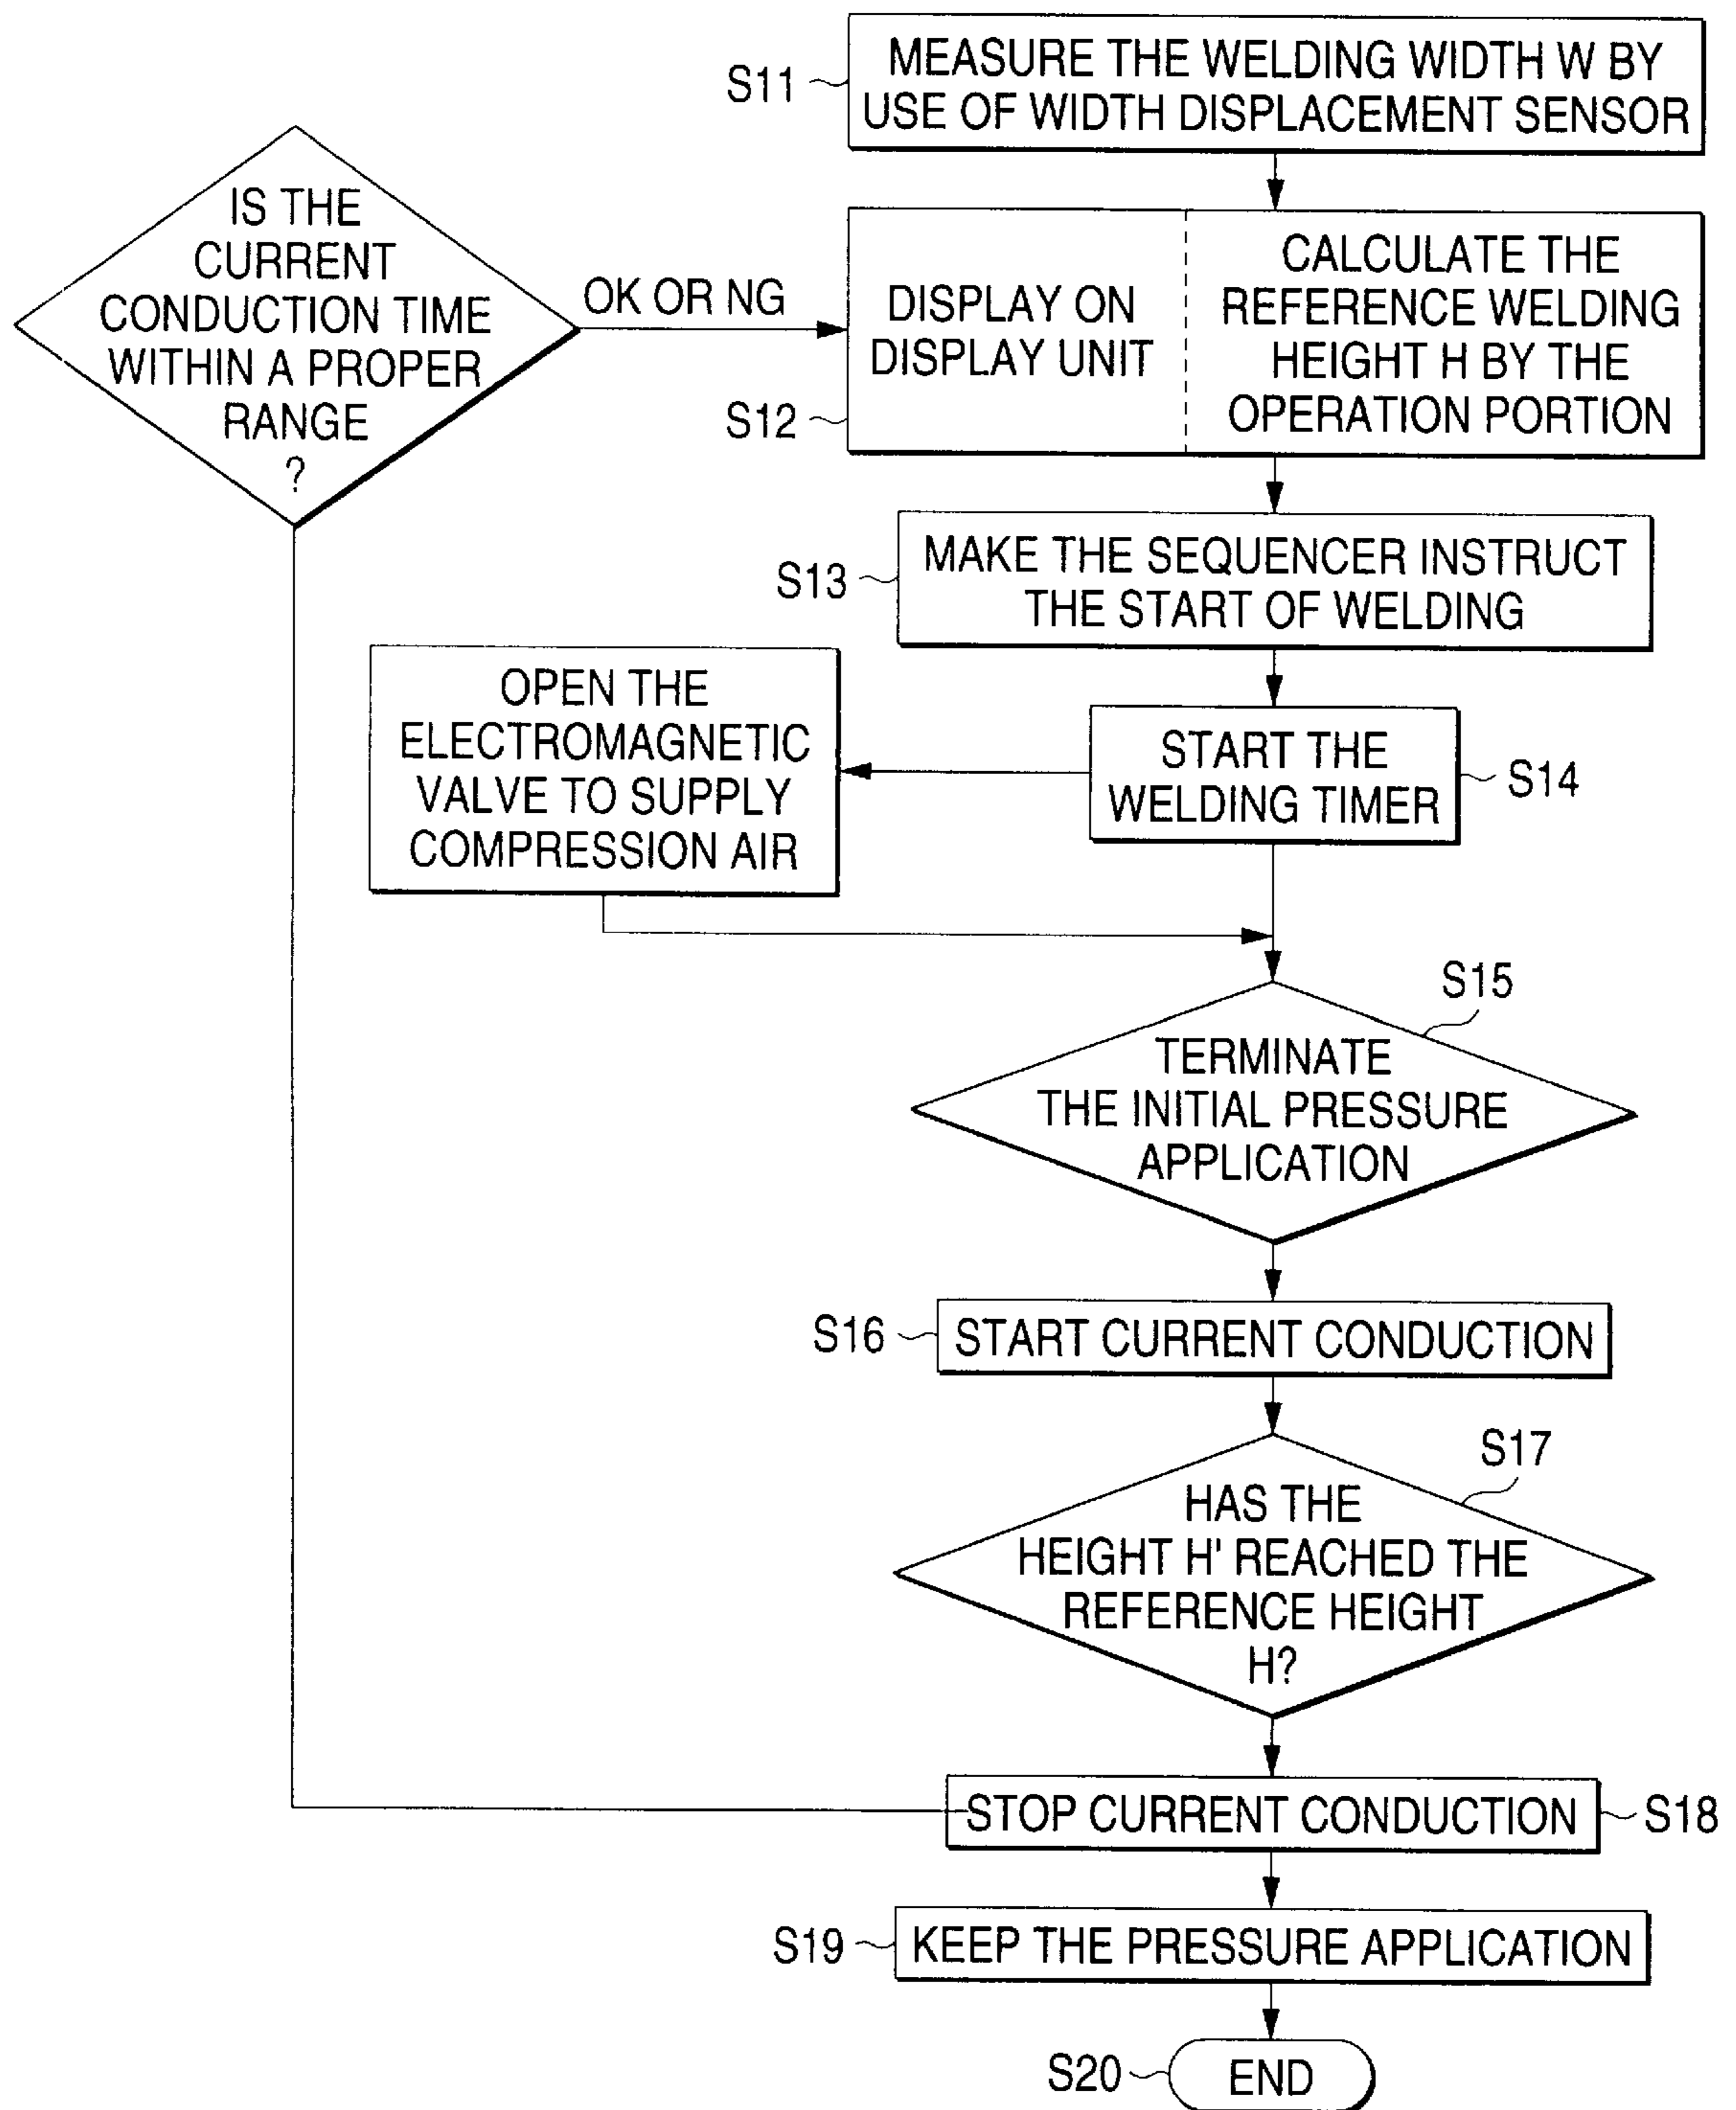 S11
MEASURE THE WELDING WIDTH W BY
USE OF WIDTH DISPLACEMENT SENSOR
IS THE
CURRENT
CONDUCTION TIME
WITHIN A PROPER
RANGE
?
OK OR NG
DISPLAY ON
DISPLAY UNIT
S12
CALCULATE THE
REFERENCE WELDING
HEIGHT H BY THE
OPERATION PORTION
S13
MAKE THE SEQUENCER INSTRUCT
THE START OF WELDING
OPEN THE
ELECTROMAGNETIC
VALVE TO SUPPLY
COMPRESSION AIR
START THE
WELDING TIMER
S14
S15
TERMINATE
THE INITIAL PRESSURE
APPLICATION
S16
START CURRENT CONDUCTION
S17
HAS THE
HEIGHT H' REACHED THE
REFERENCE HEIGHT
H?
STOP CURRENT CONDUCTION
S18
S19
KEEP THE PRESSURE APPLICATION
S20
END